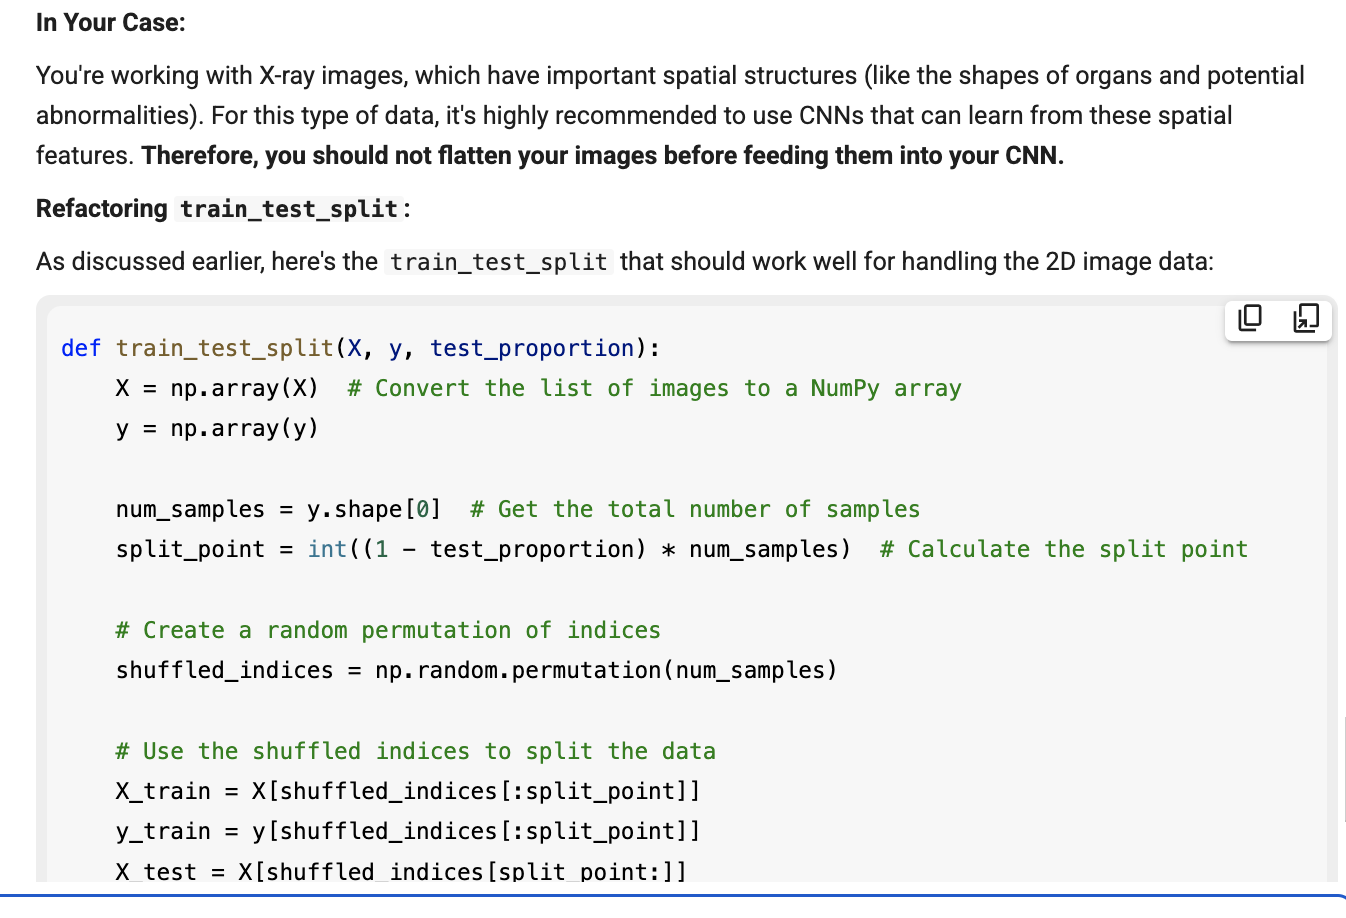 In Your Case:
You're working with X-ray images, which have important spatial structures (like the shapes of organs and potential
abnormalities). For this type of data, it's highly recommended to use CNNs that can learn from these spatial
features. Therefore, you should not flatten your images before feeding them into your CNN.
Refactoring train_test_split:
As discussed earlier, here's the train_test_split that should work well for handling the 2D image data:
def train_test_split(X, y, test_proportion):
    X = np.array(X)  # Convert the list of images to a NumPy array
    y = np.array(y)
    num_samples = y.shape[0]  # Get the total number of samples
    split_point = int((1 - test_proportion) * num_samples)  # Calculate the split point
    # Create a random permutation of indices
    shuffled_indices = np.random.permutation(num_samples)
    # Use the shuffled indices to split the data
    X_train = X[shuffled_indices[:split_point]]
    y_train = y[shuffled_indices[:split_point]]
    X_test = X[shuffled_indices[split_point:]]